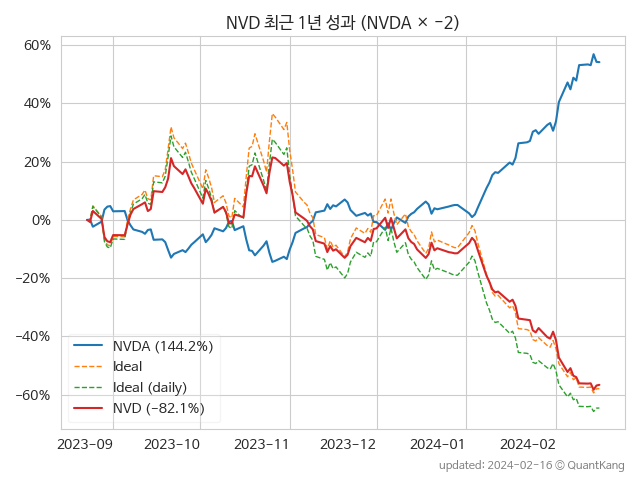 NVD 최근 1년 성과 (NVDA × −2)
60%
40%
20%
0%
−20%
−40%
−60%
NVDA (144.2%)
Ideal
Ideal (daily)
NVD (−82.1%)
2023-09 2023-10 2023-11 2023-12 2024-01 2024-02
updated: 2024-02-16 © QuantKang